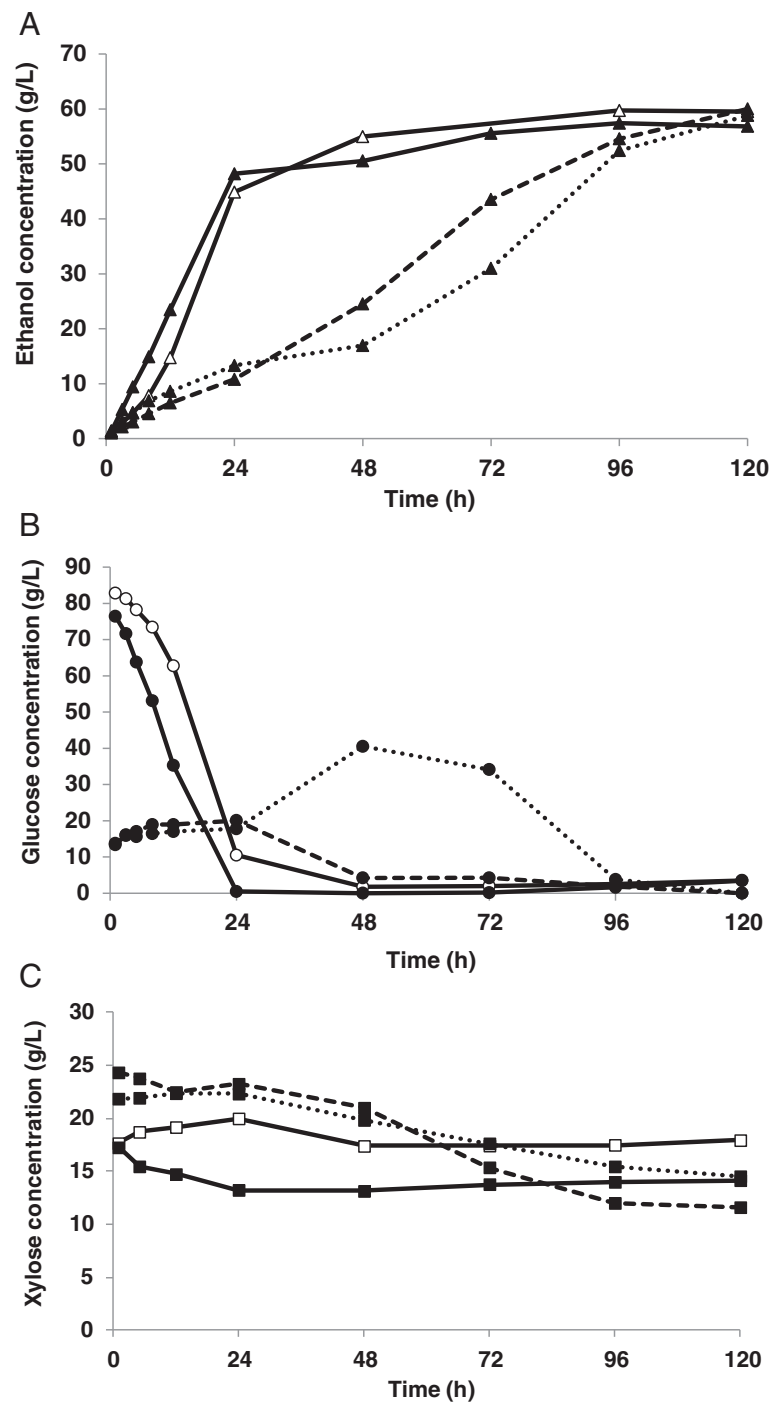 A
Ethanol concentration (g/L)
70
60
50
40
30
20
10
0
0 24 48 72 96 120
Time (h)
B
Glucose concentration (g/L)
90
80
70
60
50
40
30
20
10
0
0 24 48 72 96 120
Time (h)
C
Xylose concentration (g/L)
30
25
20
15
10
5
0
0 24 48 72 96 120
Time (h)